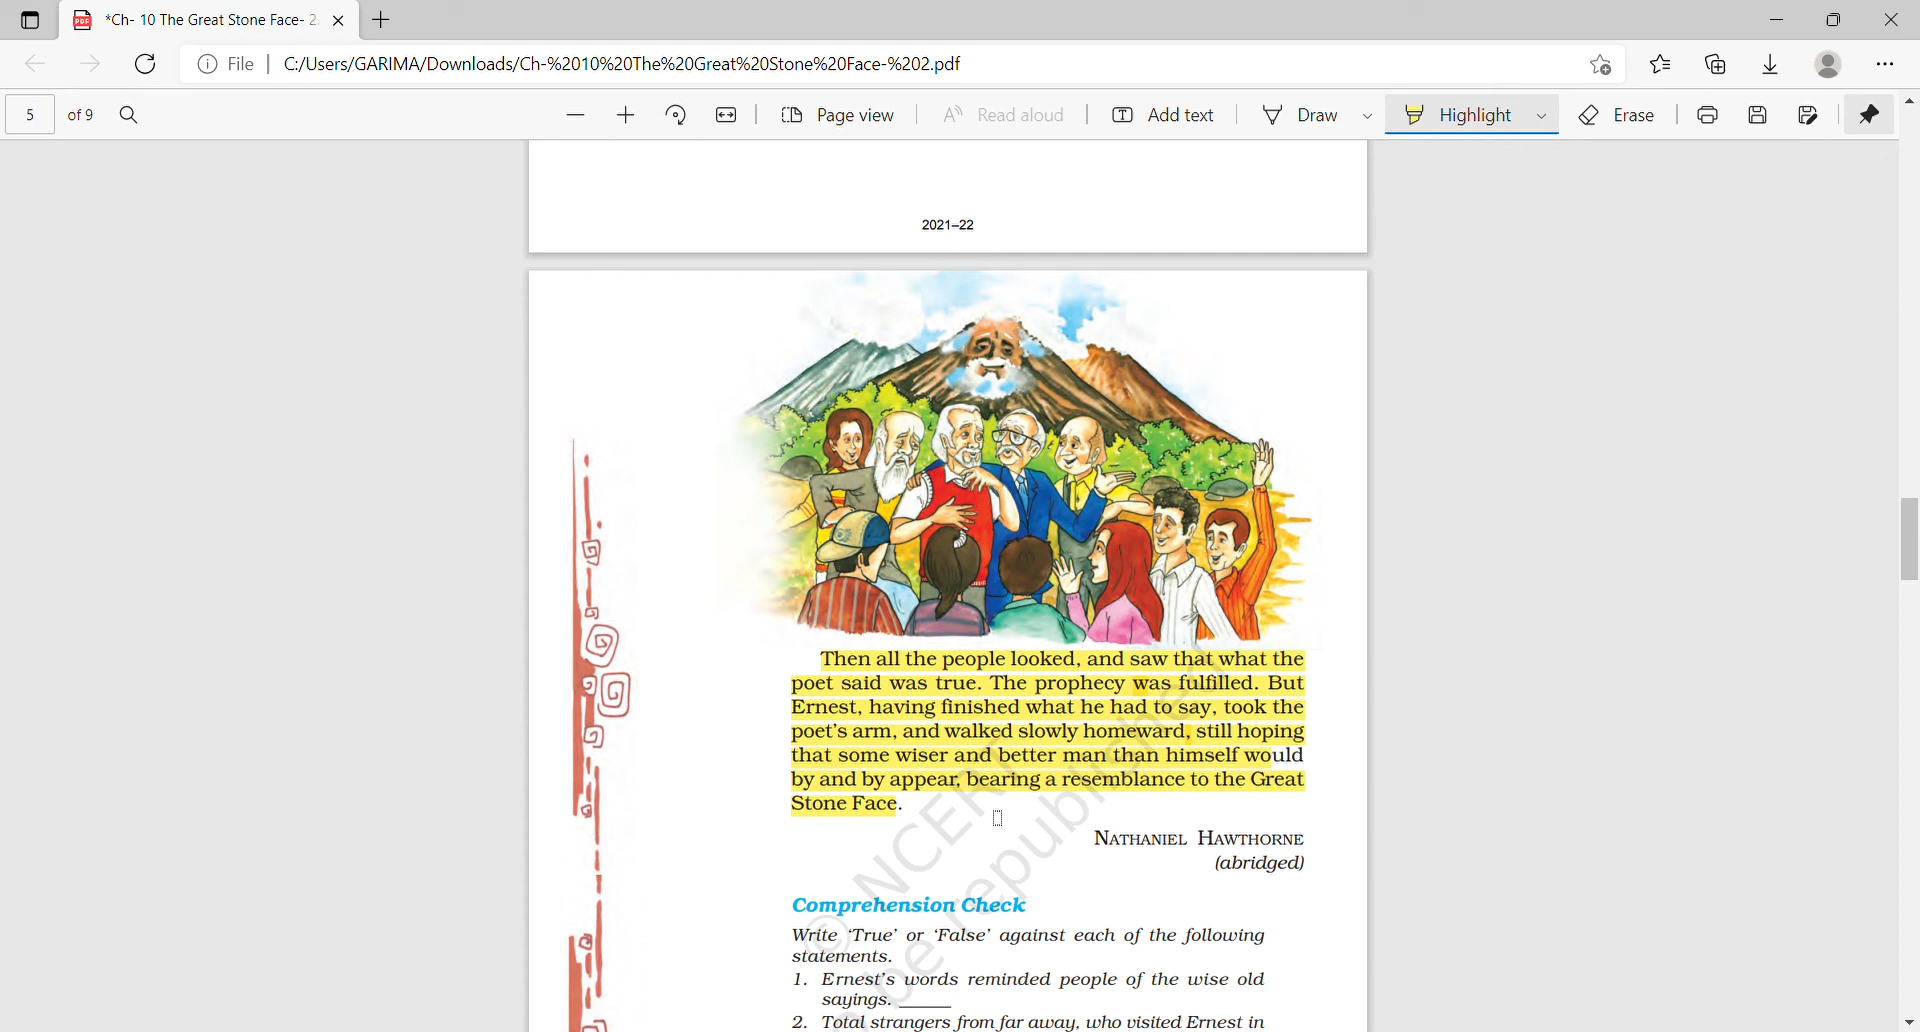 *Ch- 10 The Great Stone Face- 2.
File
C:/Users/GARIMA/Downloads/Ch-%2010%20The%20Great%20Stone%20Face-%202.pdf
5 of 9
Page view
Read aloud
Add text
Draw
Highlight
Erase
2021–22
Then all the people looked, and saw that what the
poet said was true. The prophecy was fulfilled. But
Ernest, having finished what he had to say, took the
poet's arm, and walked slowly homeward, still hoping
that some wiser and better man than himself would
by and by appear, bearing a resemblance to the Great
Stone Face.
NATHANIEL HAWTHORNE
(abridged)
Comprehension Check
Write 'True' or 'False' against each of the following
statements.
1. Ernest's words reminded people of the wise old
sayings. ______
2. Total strangers from far away, who visited Ernest in
© NCERT
be republished